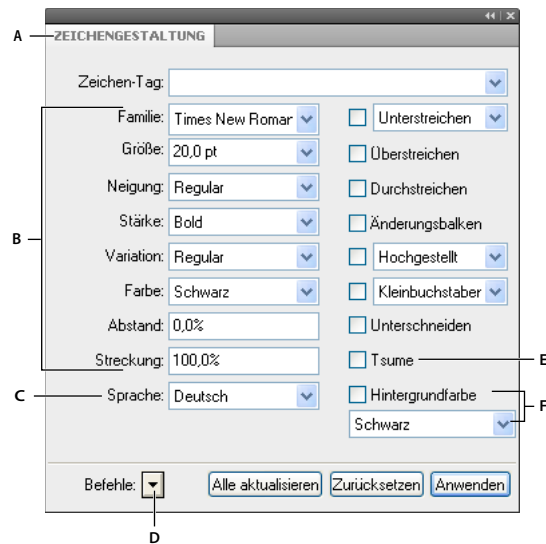 A ZEICHENGESTALTUNG
Zeichen-Tag:
Familie: Times New Romar Unterstreichen
Größe: 20,0 pt Überstreichen
Neigung: Regular Durchstreichen
B Stärke: Bold Änderungsbalken
Variation: Regular Hochgestellt
Farbe: Schwarz Kleinbuchstaber
Abstand: 0,0% Unterschneiden
Streckung: 100,0% Tsume E
C Sprache: Deutsch Hintergrundfarbe F
Schwarz
Befehle: Alle aktualisieren Zurücksetzen Anwenden
D